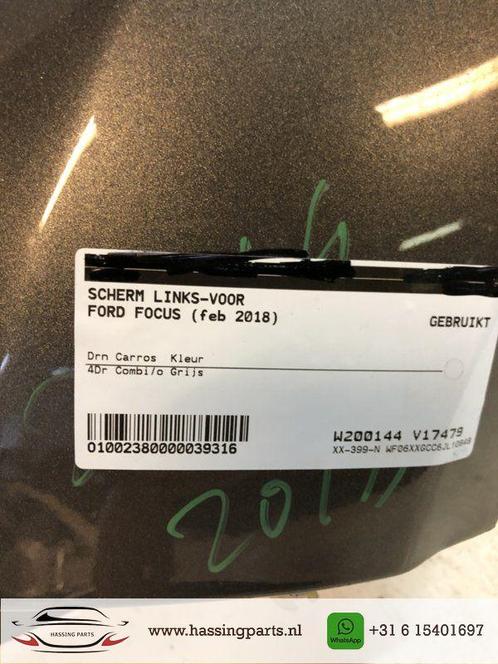 SCHERM LINKS-VOOR
FORD FOCUS (feb 2018)
GEBRUIKT
Drn Carros Kleur
4Dr Combi/o Grijs
01002380000039316
W200144 V17479
XX-399-N
HASSING PARTS
www.hassingparts.nl
WhatsApp
+31 6 15401697